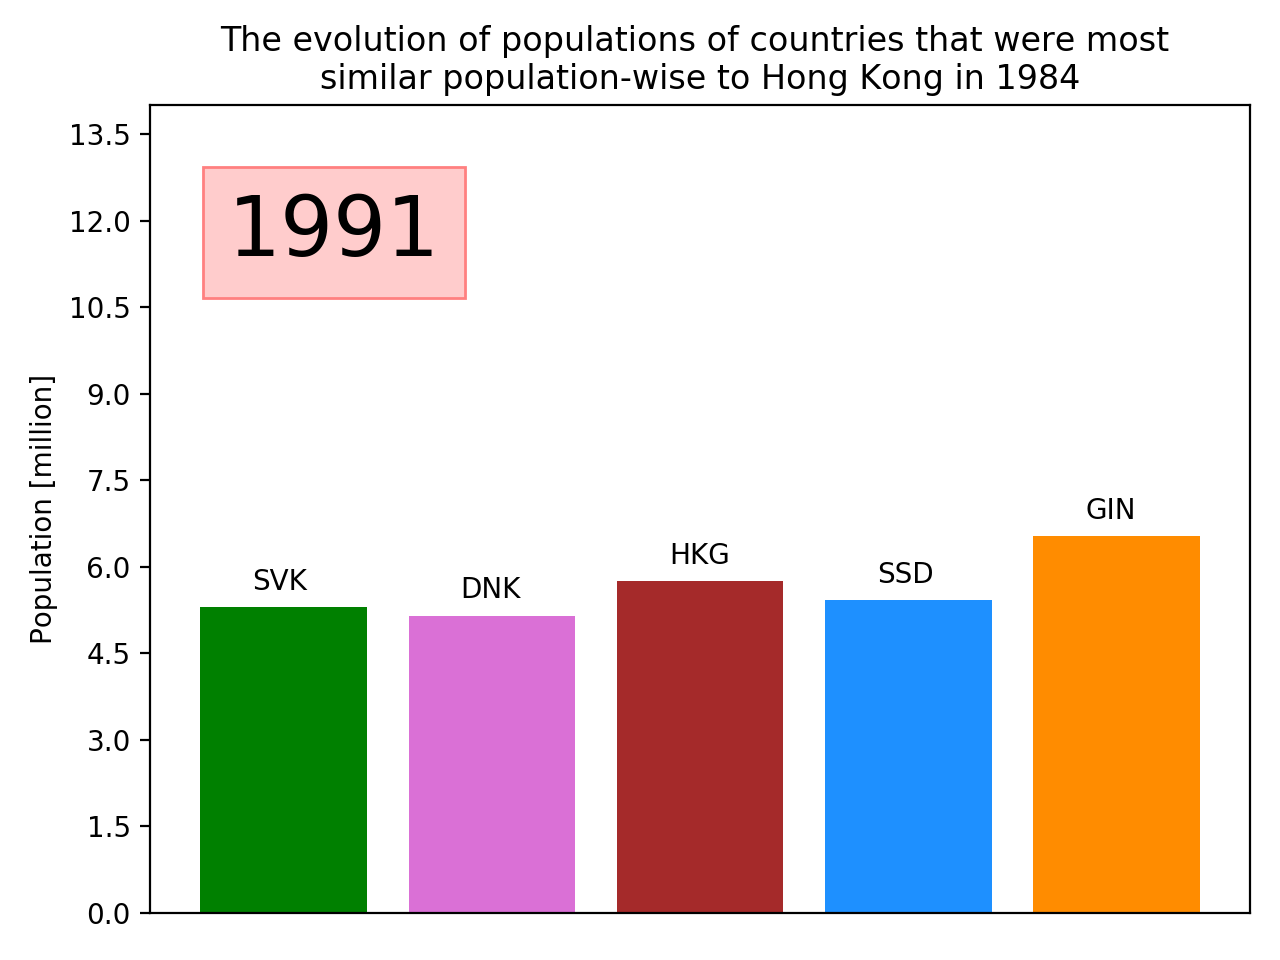 The evolution of populations of countries that were most
similar population-wise to Hong Kong in 1984
13.5
12.0
10.5
9.0
7.5
6.0
4.5
3.0
1.5
0.0
Population [million]
1991
SVK
DNK
HKG
SSD
GIN